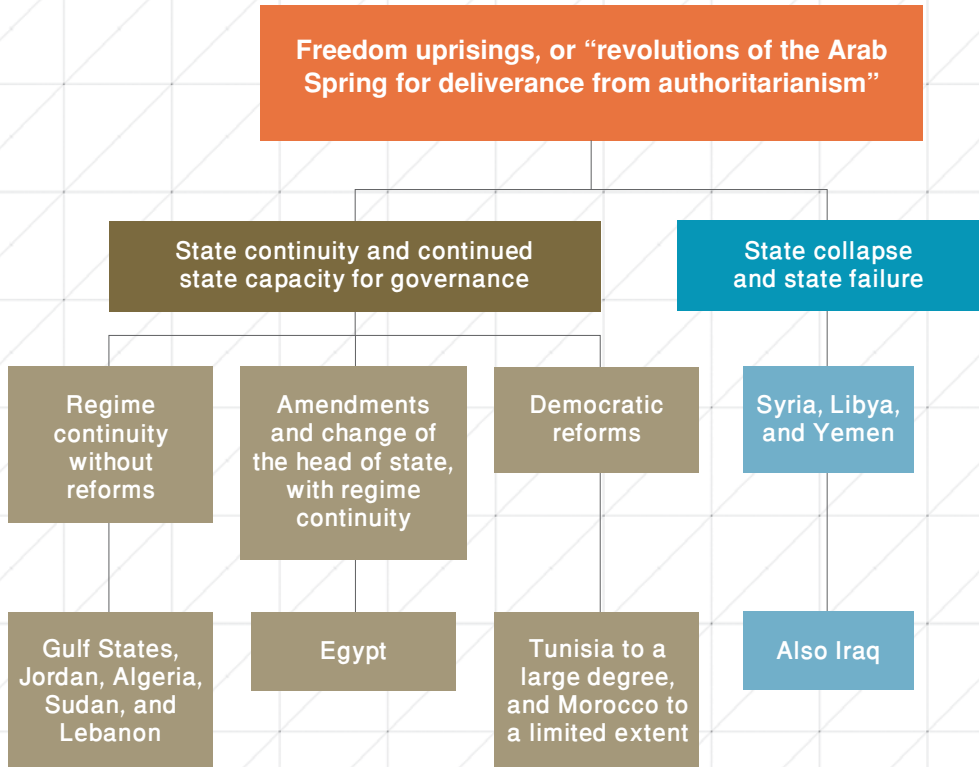 Freedom uprisings, or “revolutions of the Arab
Spring for deliverance from authoritarianism”
State continuity and continued
state capacity for governance
State collapse
and state failure
Regime
continuity
without
reforms
Amendments
and change of
the head of state,
with regime
continuity
Democratic
reforms
Syria, Libya,
and Yemen
Gulf States,
Jordan, Algeria,
Sudan, and
Lebanon
Egypt
Tunisia to a
large degree,
and Morocco to
a limited extent
Also Iraq